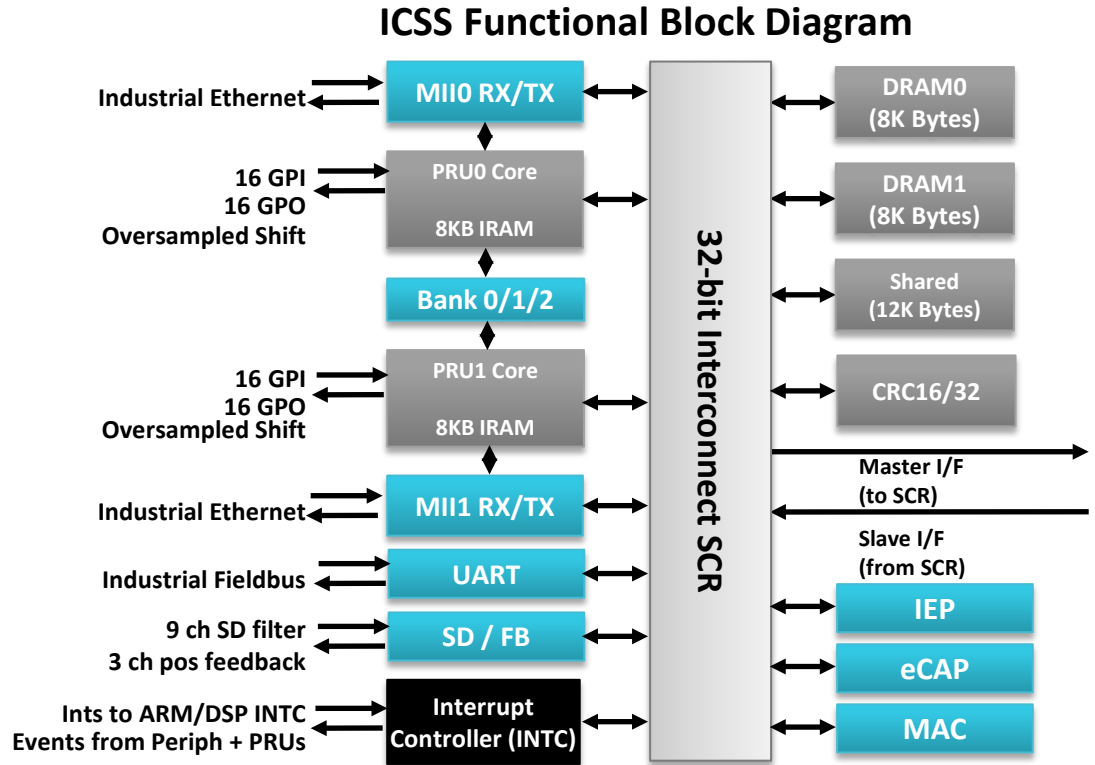 ICSS Functional Block Diagram
Industrial Ethernet
MII0 RX/TX
16 GPI
16 GPO
Oversampled Shift
PRU0 Core
8KB IRAM
Bank 0/1/2
16 GPI
16 GPO
Oversampled Shift
PRU1 Core
8KB IRAM
Industrial Ethernet
MII1 RX/TX
Industrial Fieldbus
UART
9 ch SD filter
3 ch pos feedback
SD / FB
Ints to ARM/DSP INTC
Events from Periph + PRUs
Interrupt
Controller (INTC)
32-bit Interconnect SCR
DRAM0
(8K Bytes)
DRAM1
(8K Bytes)
Shared
(12K Bytes)
CRC16/32
Master I/F
(to SCR)
Slave I/F
(from SCR)
IEP
eCAP
MAC